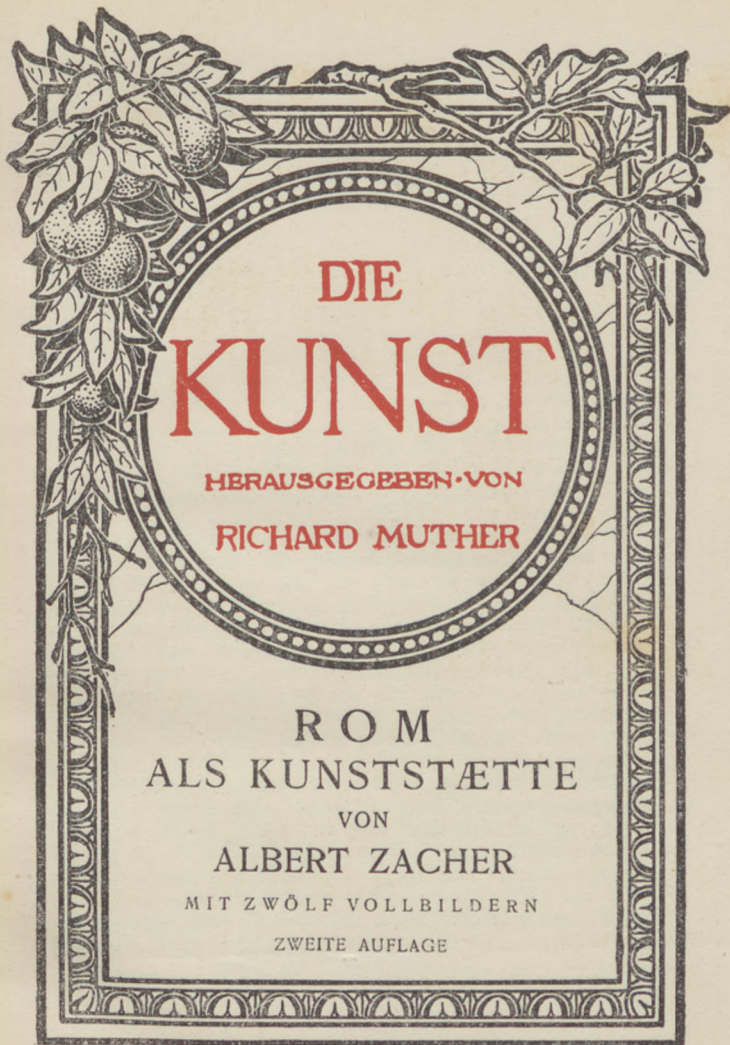 DIE
KUNST
HERAUSGEGEBEN·VON
RICHARD MUTHER
ROM
ALS KUNSTSTÆTTE
VON
ALBERT ZACHER
MIT ZWÖLF VOLLBILDERN
ZWEITE AUFLAGE